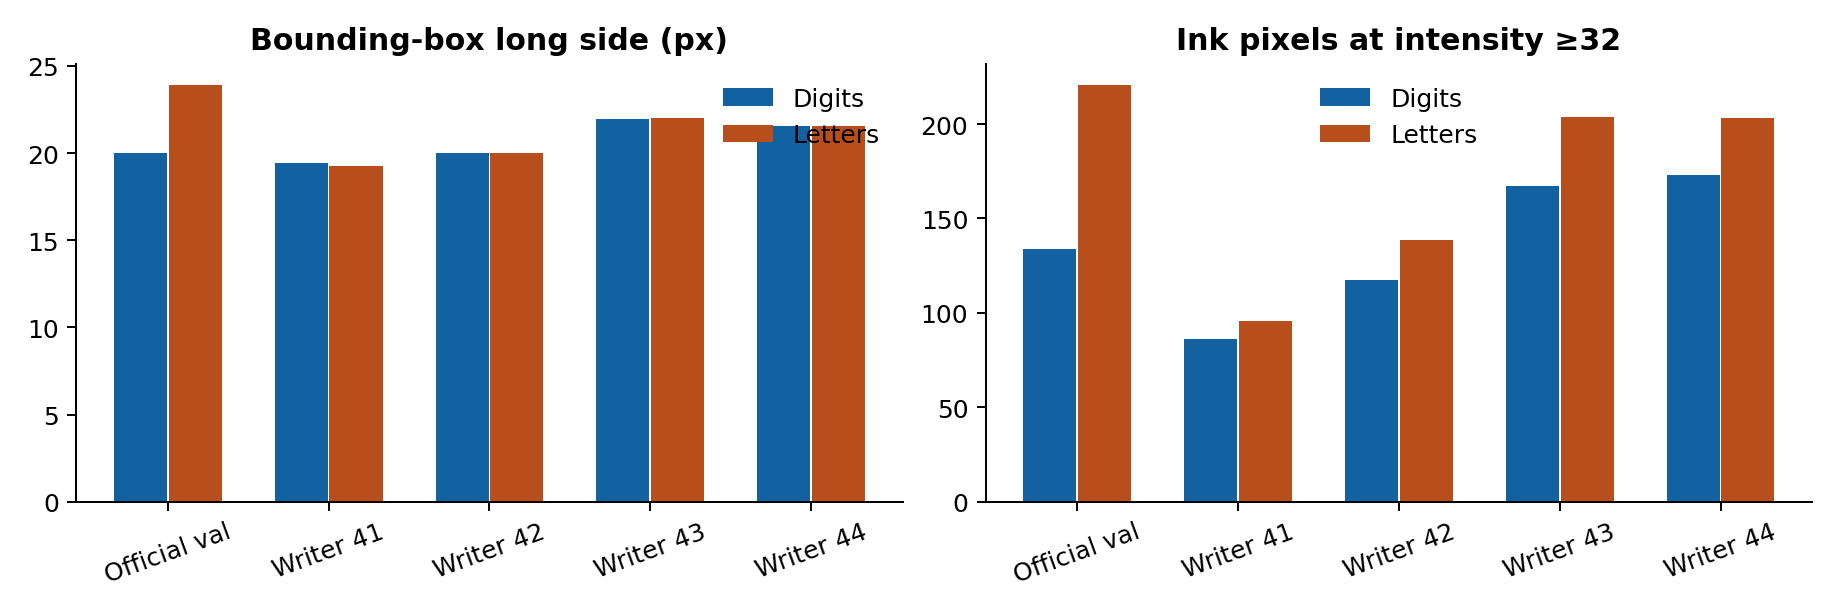 Bounding-box long side (px)
25
20
15
10
5
0
Digits
Letters
Official val
Writer 41
Writer 42
Writer 43
Writer 44
Ink pixels at intensity ≥32
200
150
100
50
0
Digits
Letters
Official val
Writer 41
Writer 42
Writer 43
Writer 44